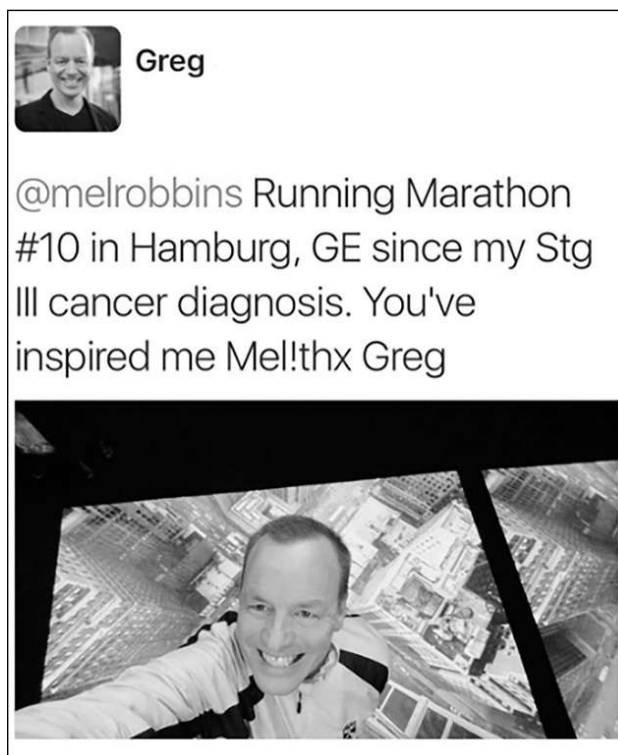 Greg
@melrobbins Running Marathon
#10 in Hamburg, GE since my Stg
III cancer diagnosis. You've
inspired me Mel!thx Greg